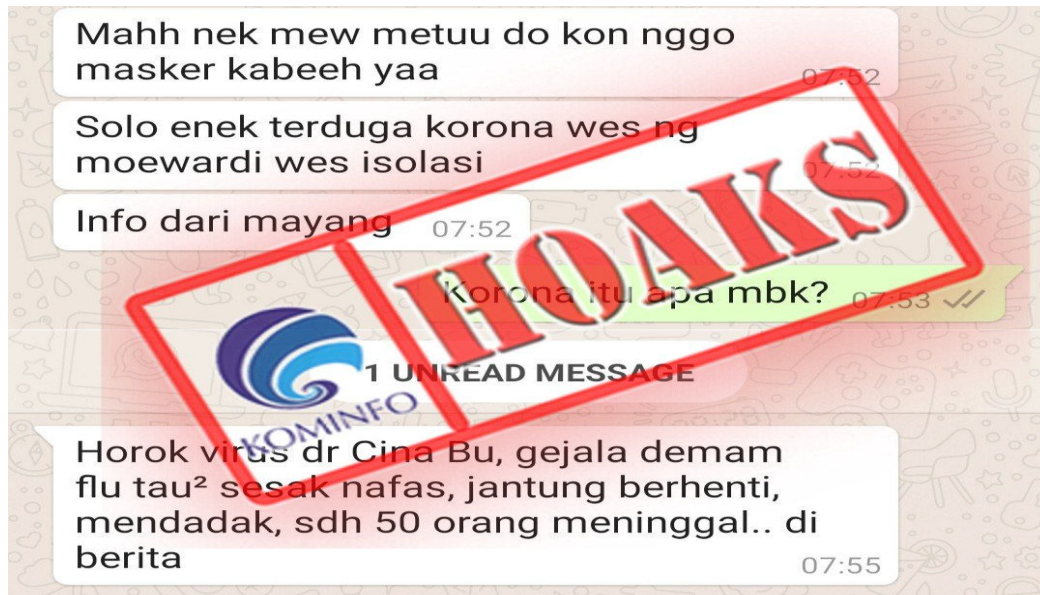 Mahh nek mew metuu do kon nggo
masker kabeeh yaa
07:52
Solo enek terduga korona wes ng
moewardi wes isolasi
07:52
Info dari mayang 07:52
HOAKS
Korona itu apa mbk? 07:53
1 UNREAD MESSAGE
KOMINFO
Horok virus dr Cina Bu, gejala demam
flu tau² sesak nafas, jantung berhenti,
mendadak, sdh 50 orang meninggal.. di
berita
07:55